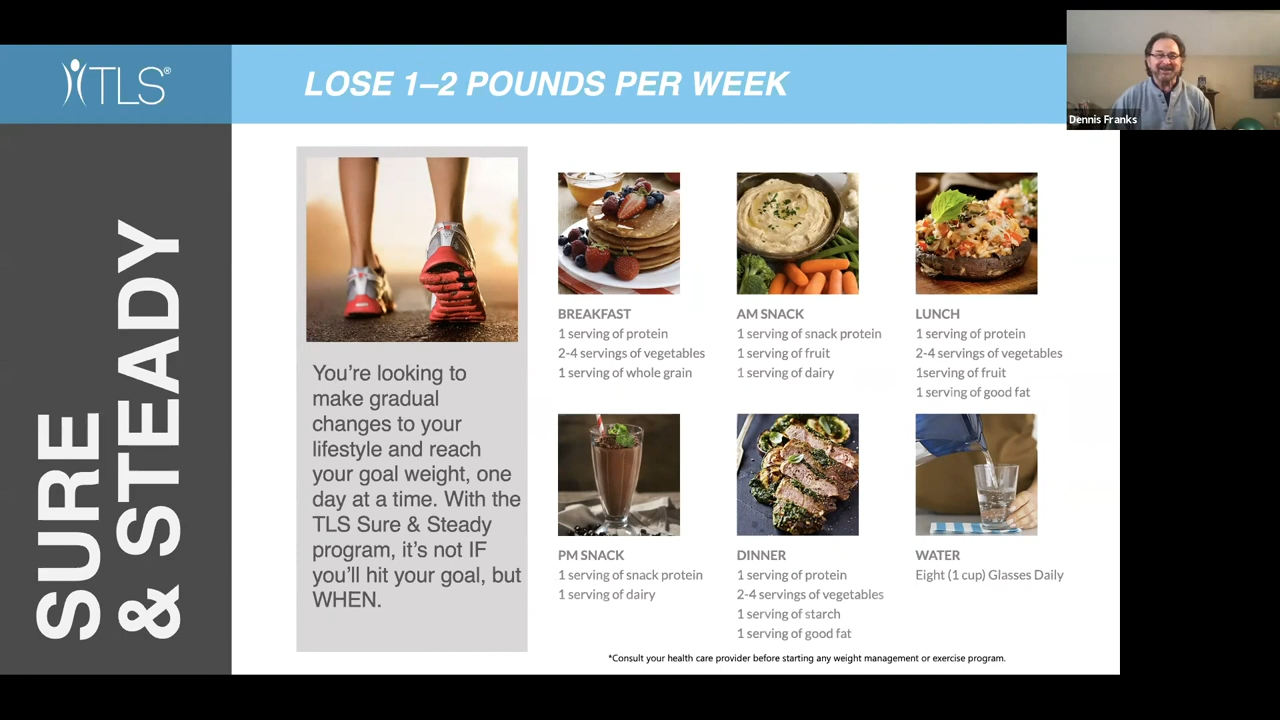 TLS®
LOSE 1–2 POUNDS PER WEEK
Dennis Franks
SURE
& STEADY
You’re looking to
make gradual
changes to your
lifestyle and reach
your goal weight, one
day at a time. With the
TLS Sure & Steady
program, it’s not IF
you’ll hit your goal, but
WHEN.
BREAKFAST
1 serving of protein
2-4 servings of vegetables
1 serving of whole grain
AM SNACK
1 serving of snack protein
1 serving of fruit
1 serving of dairy
LUNCH
1 serving of protein
2-4 servings of vegetables
1serving of fruit
1 serving of good fat
PM SNACK
1 serving of snack protein
1 serving of dairy
DINNER
1 serving of protein
2-4 servings of vegetables
1 serving of starch
1 serving of good fat
WATER
Eight (1 cup) Glasses Daily
*Consult your health care provider before starting any weight management or exercise program.